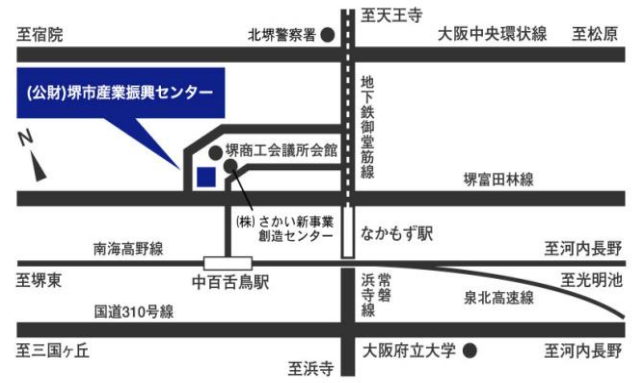 至天王寺
至宿院
北堺警察署
大阪中央環状線
至松原
(公財)堺市産業振興センター
地下鉄御堂筋線
N
堺商工会議所会館
堺富田林線
(株)さかい新事業
創造センター
なかもず駅
南海高野線
至河内長野
至堺東
中百舌鳥駅
常磐
浜寺線
至光明池
泉北高速線
国道310号線
至三国ヶ丘
至浜寺
大阪府立大学
至河内長野